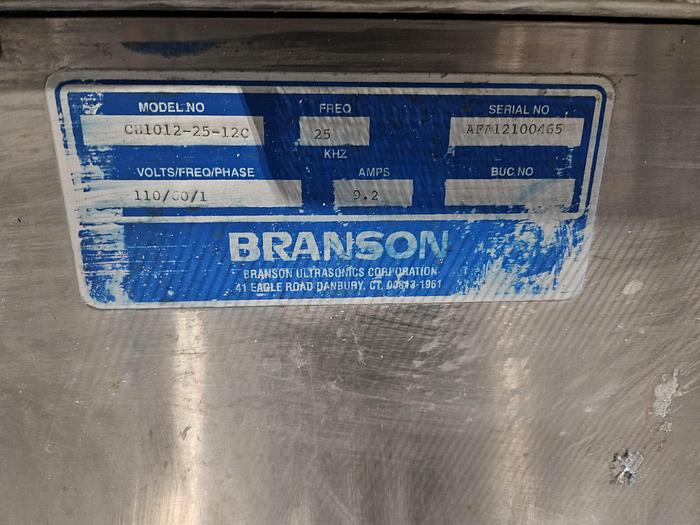 MODEL NO FREQ SERIAL NO
CH1012-25-12C 25 AFA12100465
KHZ
VOLTS/FREQ/PHASE AMPS BUC NO
110/60/1 9.2
BRANSON
BRANSON ULTRASONICS CORPORATION
41 EAGLE ROAD DANBURY, CT. 00813-1961